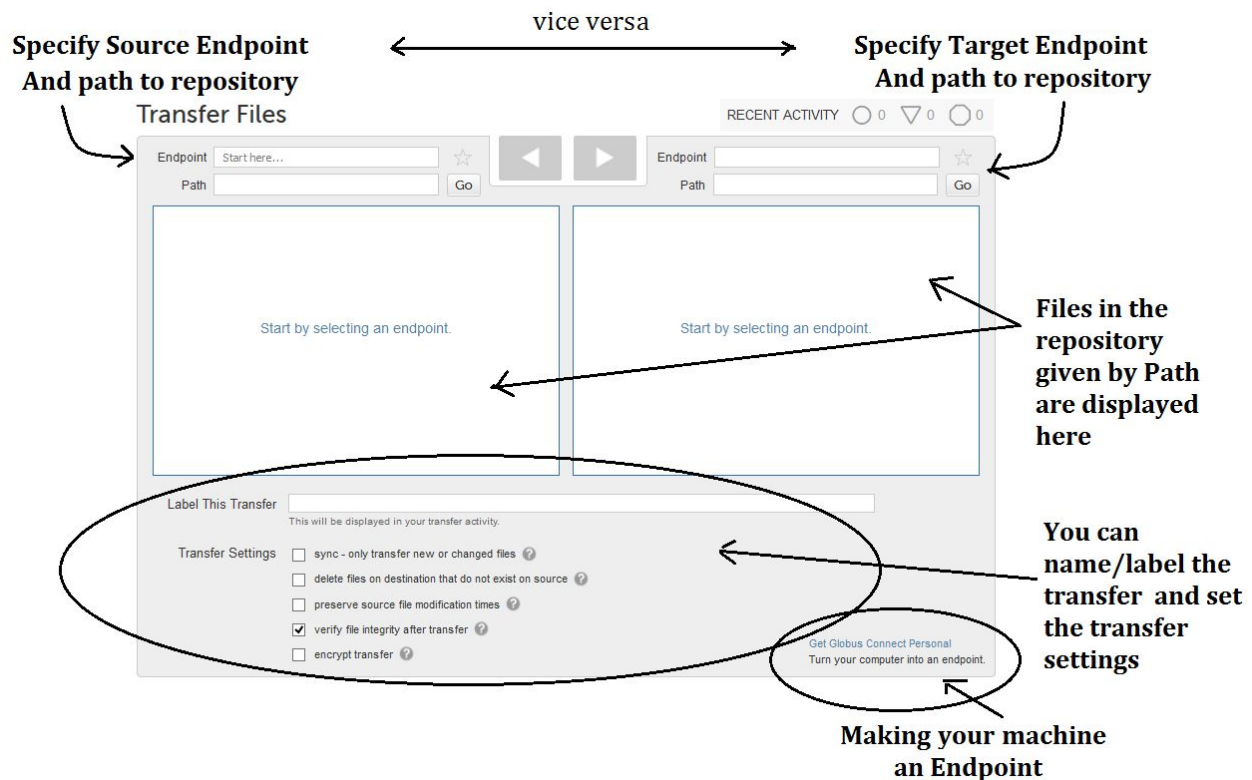 vice versa
Specify Source Endpoint
And path to repository
Specify Target Endpoint
And path to repository
Transfer Files
RECENT ACTIVITY 0 0 0
Endpoint Start here...
Path Go
Endpoint
Path Go
Start by selecting an endpoint.
Start by selecting an endpoint.
Files in the
repository
given by Path
are displayed
here
Label This Transfer
This will be displayed in your transfer activity.
Transfer Settings
sync - only transfer new or changed files ?
delete files on destination that do not exist on source ?
preserve source file modification times ?
verify file integrity after transfer ?
encrypt transfer ?
You can
name/label the
transfer and set
the transfer
settings
Get Globus Connect Personal
Turn your computer into an endpoint.
Making your machine
an Endpoint